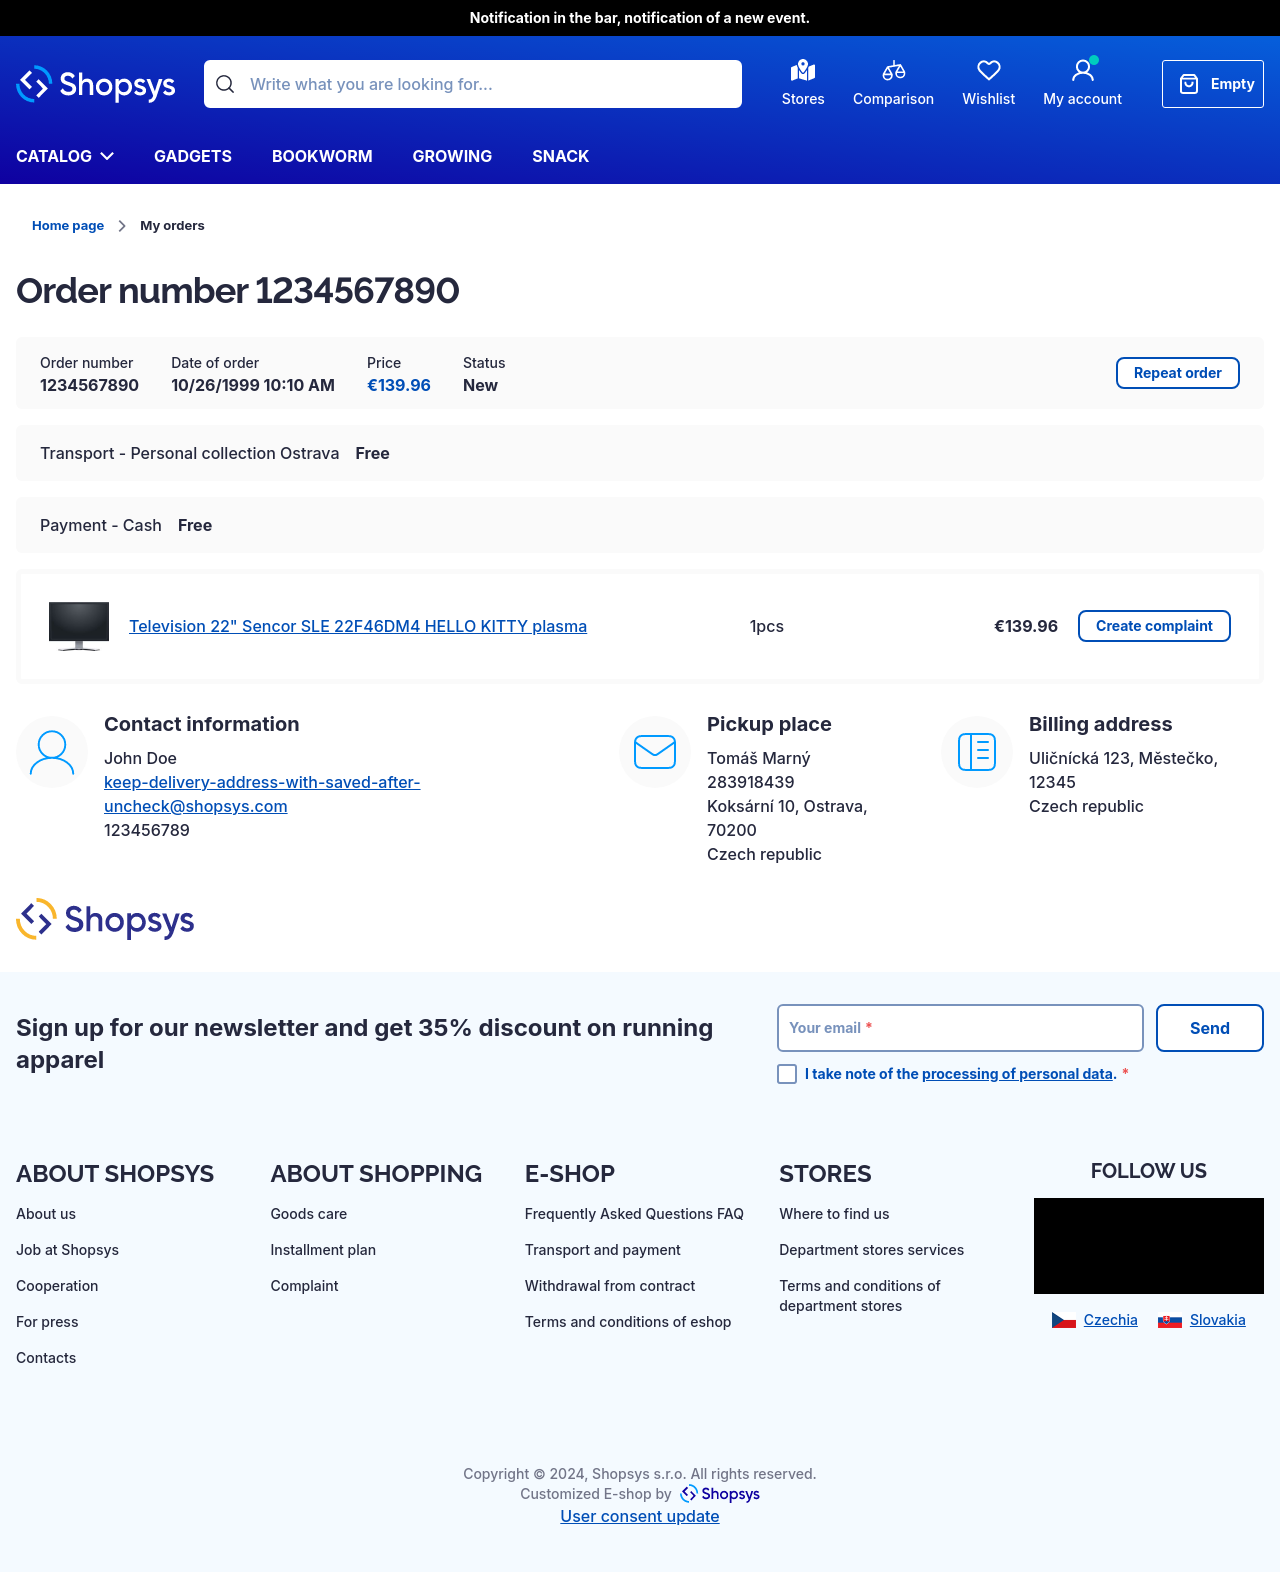 Notification in the bar, notification of a new event.
Shopsys
Write what you are looking for...
Stores
Comparison
Wishlist
My account
Empty
CATALOG
GADGETS
BOOKWORM
GROWING
SNACK
Home page
My orders
Order number 1234567890
Order number
1234567890
Date of order
10/26/1999 10:10 AM
Price
€139.96
Status
New
Repeat order
Transport - Personal collection Ostrava Free
Payment - Cash Free
Television 22" Sencor SLE 22F46DM4 HELLO KITTY plasma
1pcs
€139.96
Create complaint
Contact information
John Doe
keep-delivery-address-with-saved-after-
uncheck@shopsys.com
123456789
Pickup place
Tomáš Marný
283918439
Koksární 10, Ostrava,
70200
Czech republic
Billing address
Uličnícká 123, Městečko,
12345
Czech republic
Shopsys
Sign up for our newsletter and get 35% discount on running
apparel
Your email *
Send
I take note of the processing of personal data. *
ABOUT SHOPSYS
About us
Job at Shopsys
Cooperation
For press
Contacts
ABOUT SHOPPING
Goods care
Installment plan
Complaint
E-SHOP
Frequently Asked Questions FAQ
Transport and payment
Withdrawal from contract
Terms and conditions of eshop
STORES
Where to find us
Department stores services
Terms and conditions of
department stores
FOLLOW US
Czechia
Slovakia
Copyright © 2024, Shopsys s.r.o. All rights reserved.
Customized E-shop by Shopsys
User consent update